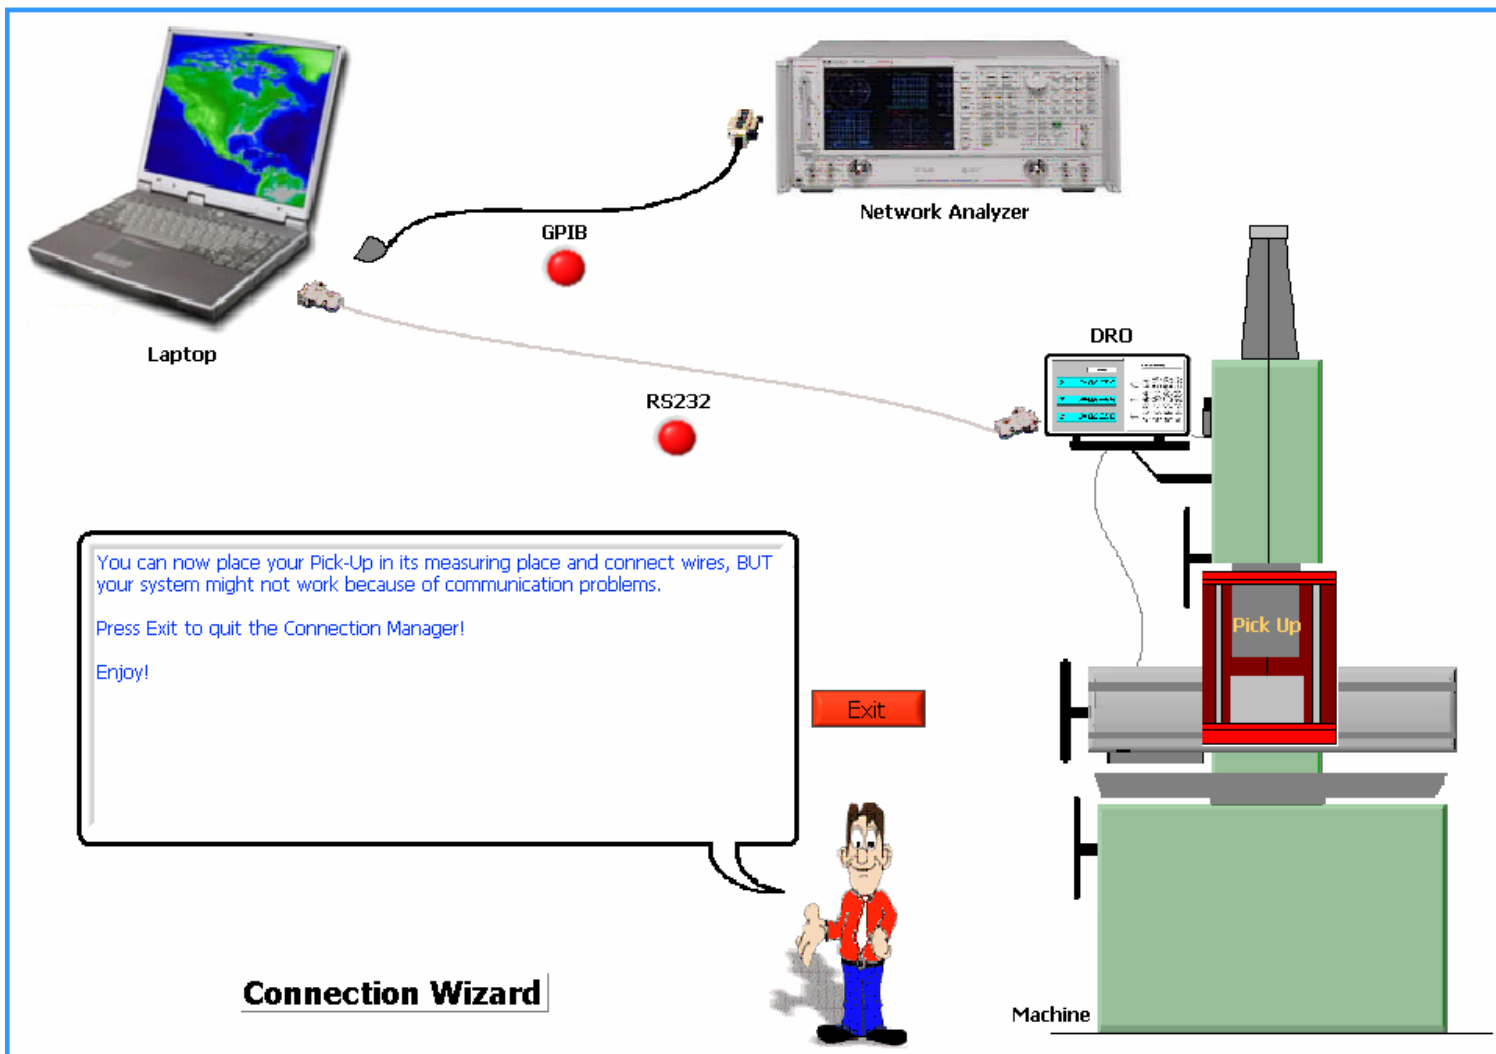 Network Analyzer
GPIB
Laptop
DRO
RS232
You can now place your Pick-Up in its measuring place and connect wires, BUT
your system might not work because of communication problems.
Press Exit to quit the Connection Manager!
Enjoy!
Pick Up
Exit
Connection Wizard
Machine